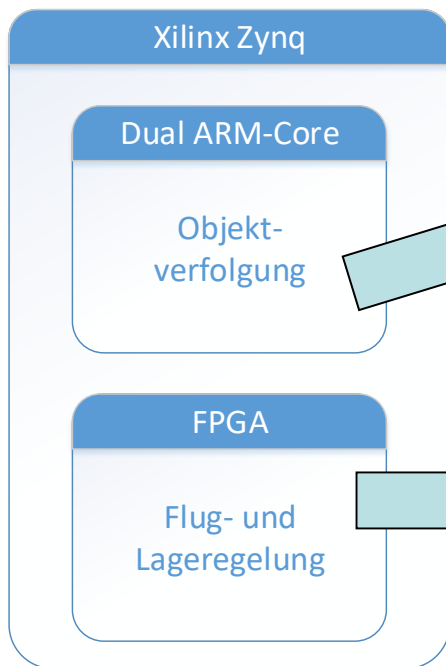 Xilinx Zynq
Dual ARM-Core
Objekt-
verfolgung
FPGA
Flug- und
Lageregelung